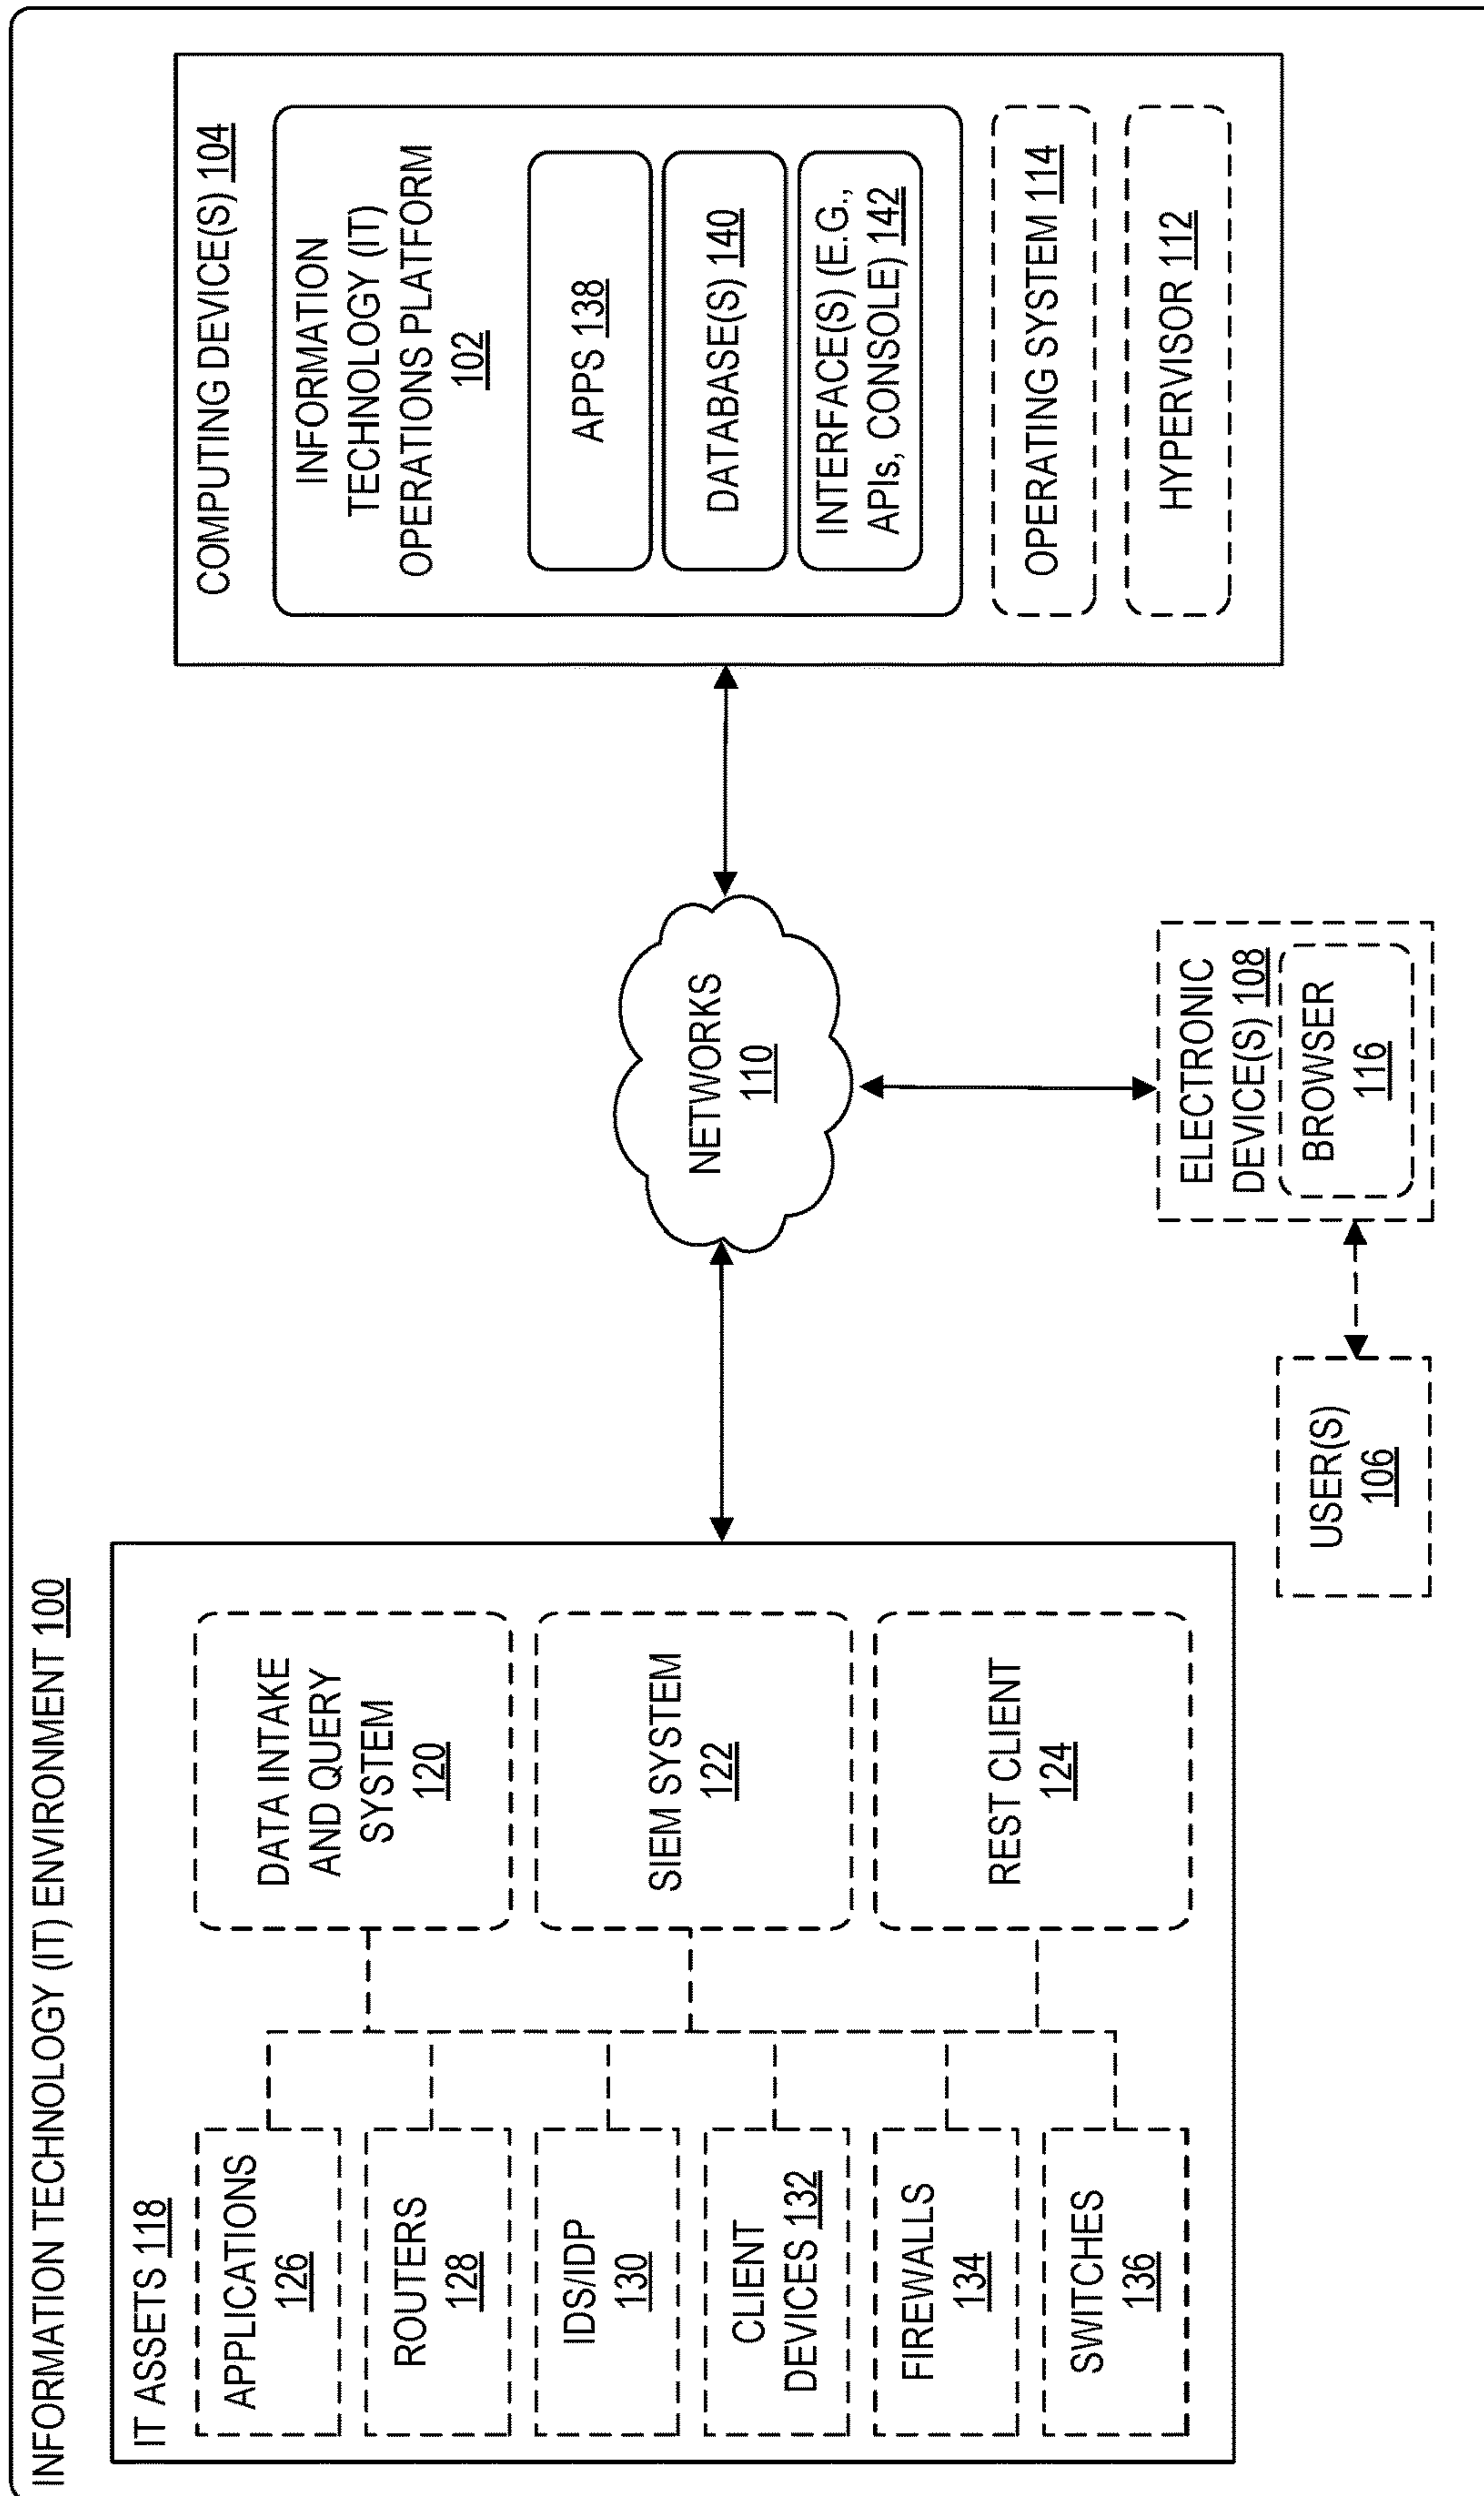 INFORMATION TECHNOLOGY (IT) ENVIRONMENT 100
IT ASSETS 118
APPLICATIONS
126
ROUTERS
128
IDS/IDP
130
CLIENT
DEVICES 132
FIREWALLS
134
SWITCHES
136
DATA INTAKE
AND QUERY
SYSTEM
120
SIEM SYSTEM
122
REST CLIENT
124
NETWORKS
110
USER(S)
106
ELECTRONIC
DEVICE(S) 108
BROWSER
116
COMPUTING DEVICE(S) 104
INFORMATION
TECHNOLOGY (IT)
OPERATIONS PLATFORM
102
APPS 138
DATABASE(S) 140
INTERFACE(S) (E.G.,
APIs, CONSOLE) 142
OPERATING SYSTEM 114
HYPERVISOR 112